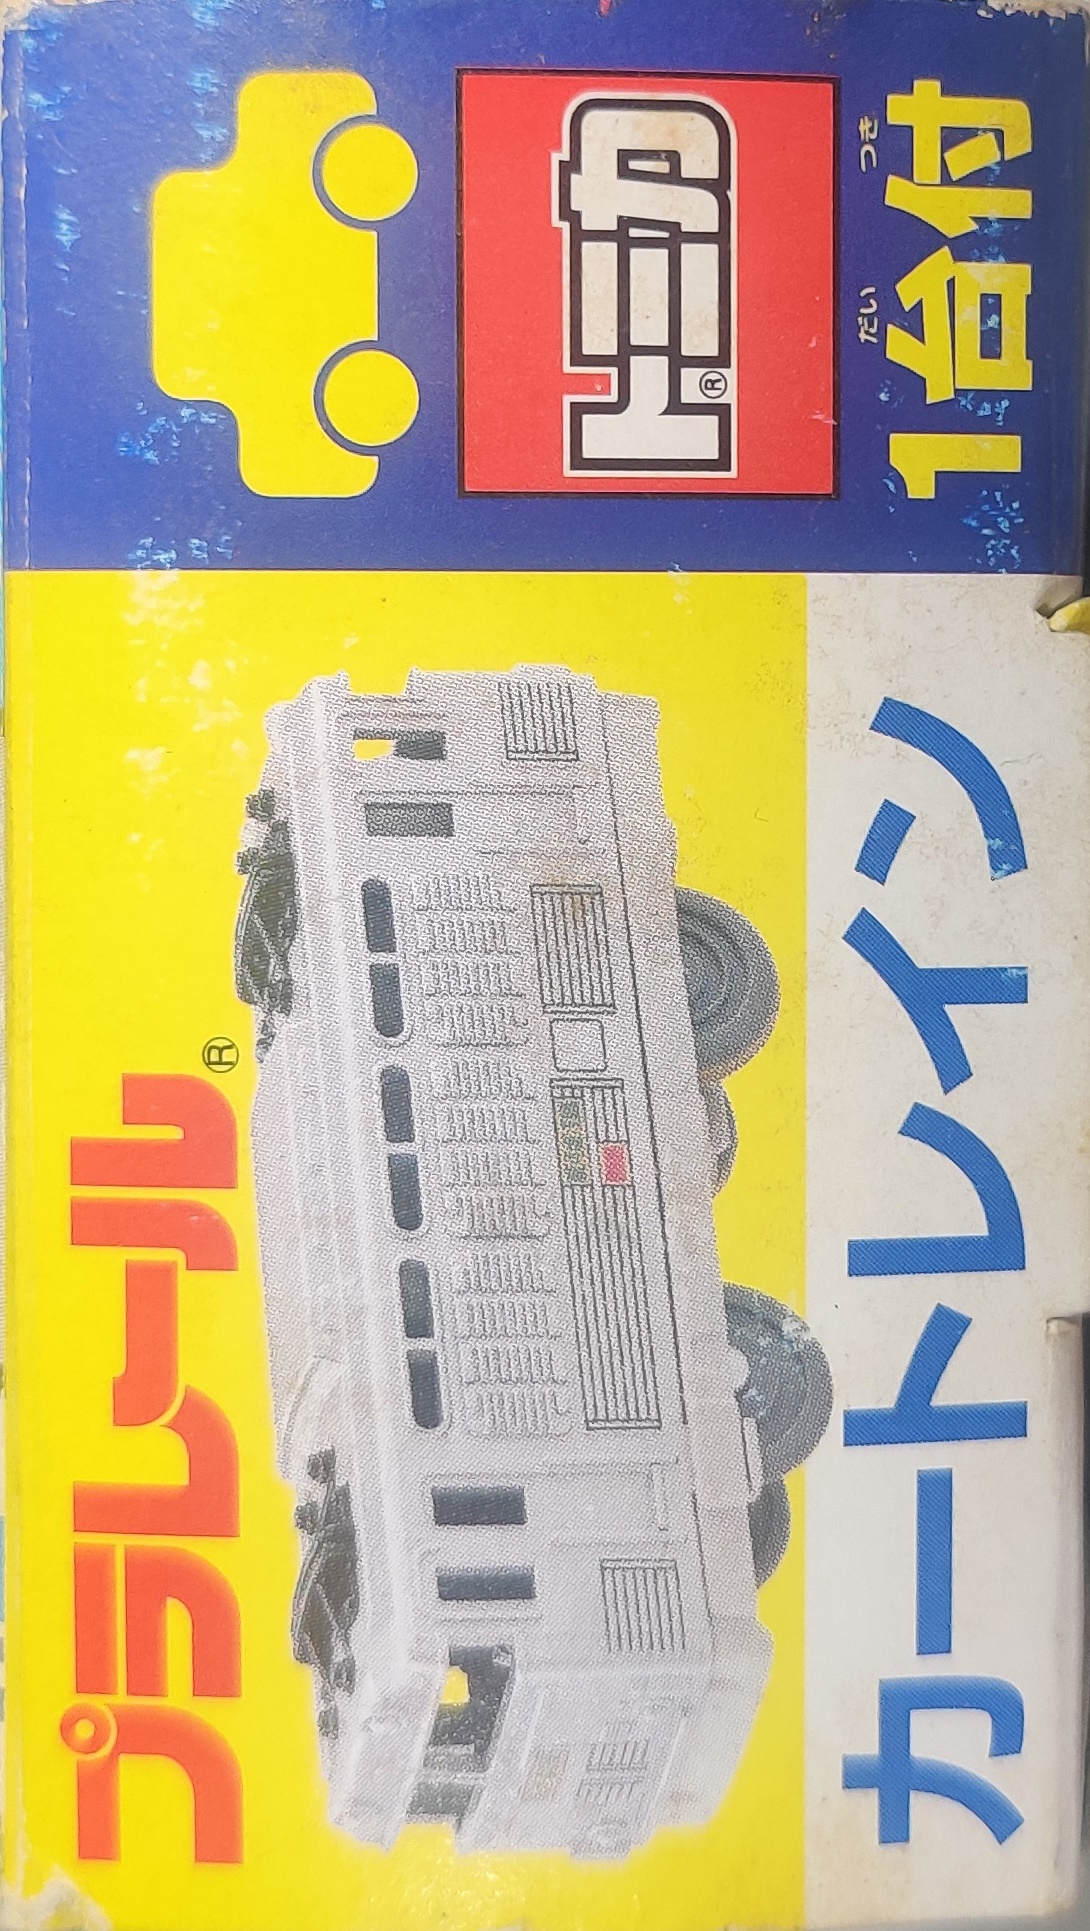 プラレール®
カートレイン
トミカ®
だい つき
1台付